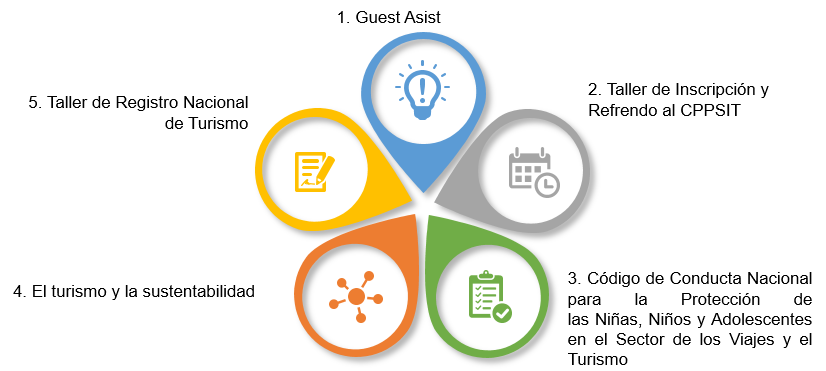 1. Guest Asist
2. Taller de Inscripción y
Refrendo al CPPSIT
3. Código de Conducta Nacional
para la Protección de
las Niñas, Niños y Adolescentes
en el Sector de los Viajes y el
Turismo
4. El turismo y la sustentabilidad
5. Taller de Registro Nacional
de Turismo